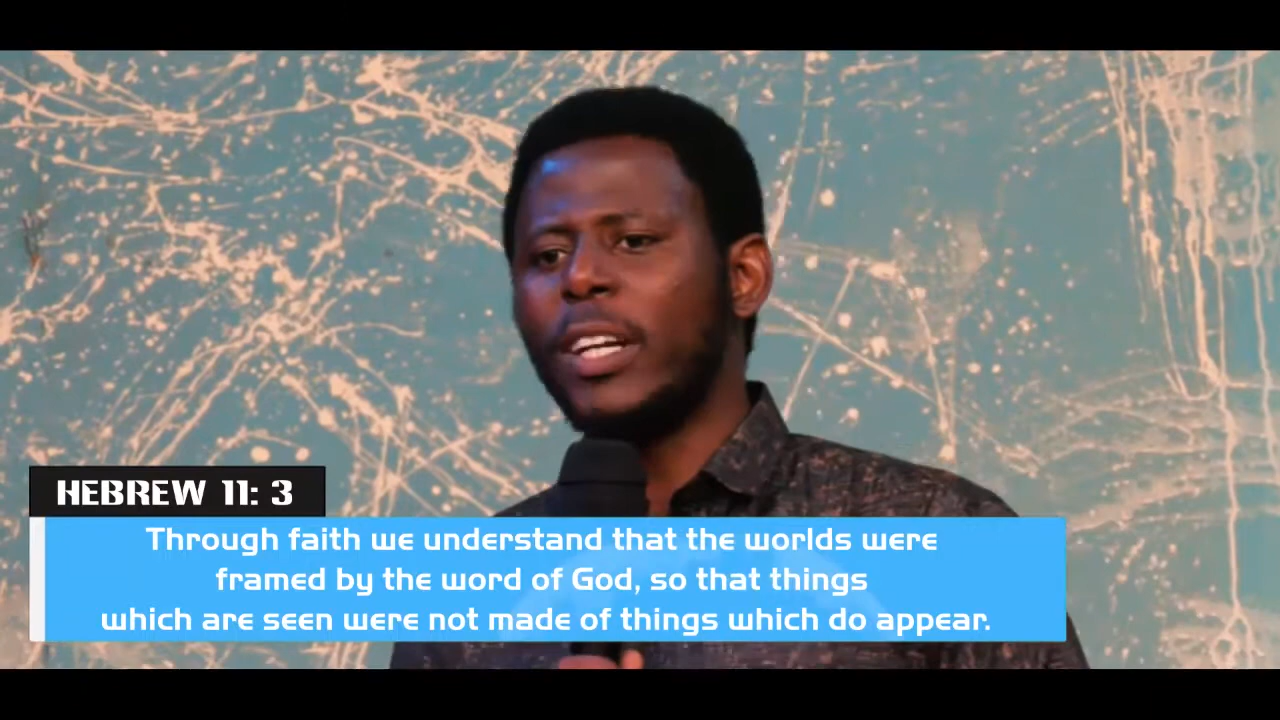 HEBREW 11: 3
Through faith we understand that the worlds were
framed by the word of God, so that things
which are seen were not made of things which do appear.